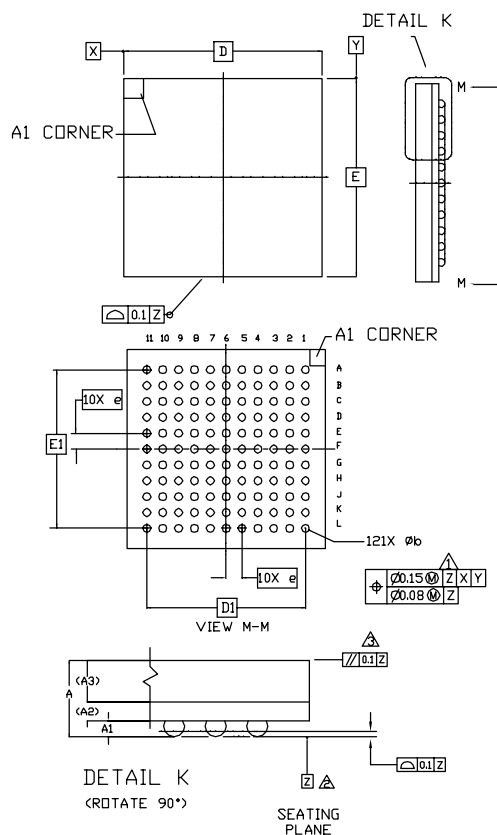 DETAIL K
X
D
Y
M
A1 CORNER
E
M
⌓ 0.1 Z
11 10 9 8 7 6 5 4 3 2 1
A1 CORNER
A
B
C
D
E
F
G
H
J
K
L
10X e
E1
121X Øb
10X e
D1
VIEW M-M
1
⌖ Ø0.15 Ⓜ Z X Y
Ø0.08 Ⓜ Z
3
// 0.1 Z
A
(A3)
(A2)
A1
⌓ 0.1 Z
DETAIL K
(ROTATE 90°)
Z 2
SEATING
PLANE